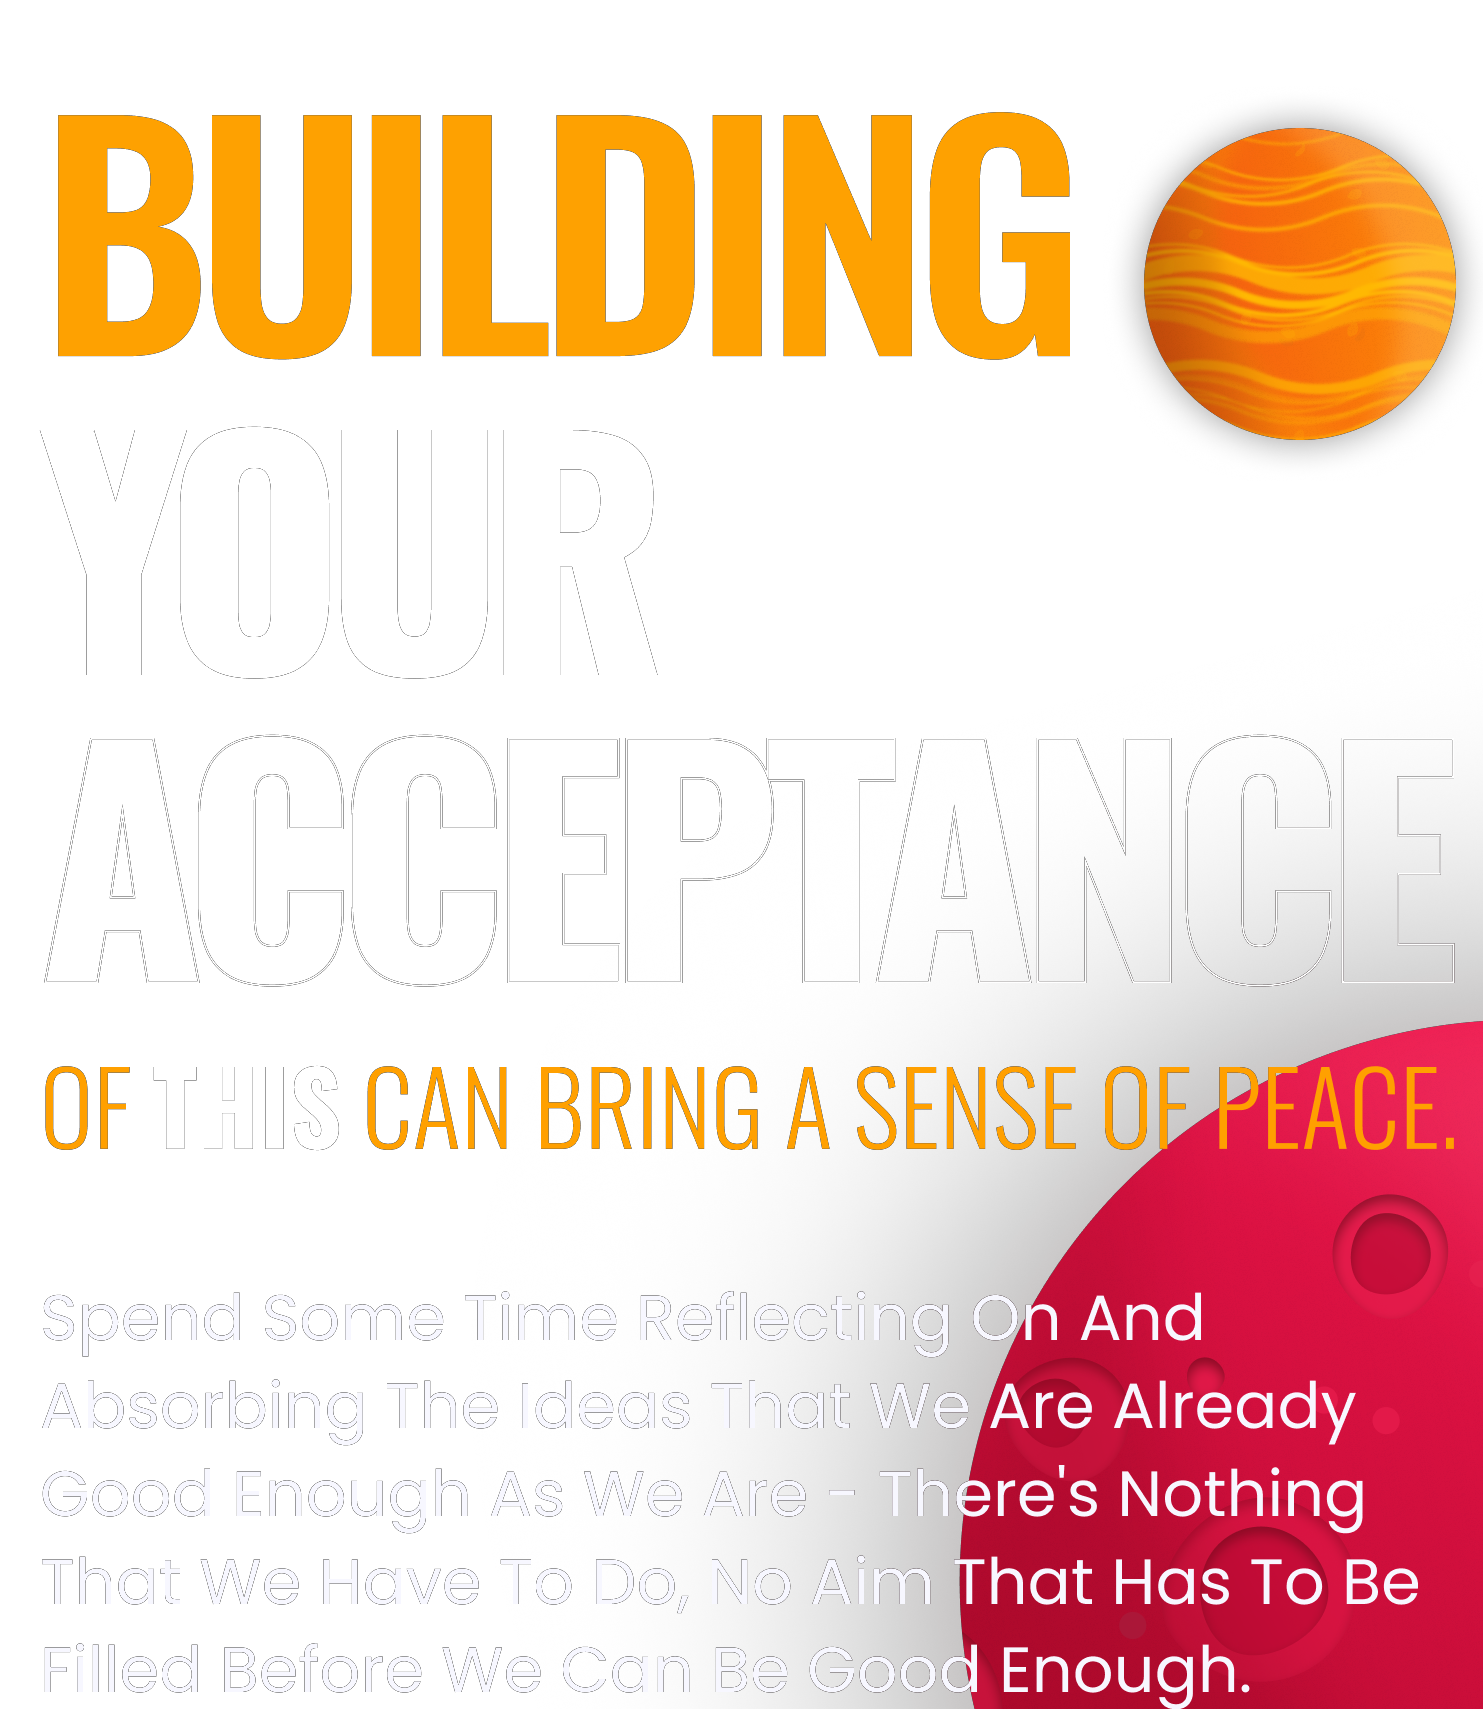 BUILDING
YOUR
ACCEPTANCE
OF THIS CAN BRING A SENSE OF PEACE.
Spend Some Time Reflecting On And
Absorbing The Ideas That We Are Already
Good Enough As We Are - There's Nothing
That We Have To Do, No Aim That Has To Be
Filled Before We Can Be Good Enough.